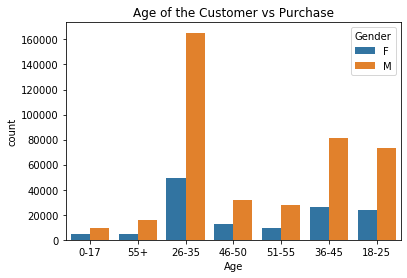 Age of the Customer vs Purchase
Gender
F
M
160000
140000
120000
100000
80000
60000
40000
20000
0
count
0-17 55+ 26-35 46-50 51-55 36-45 18-25
Age